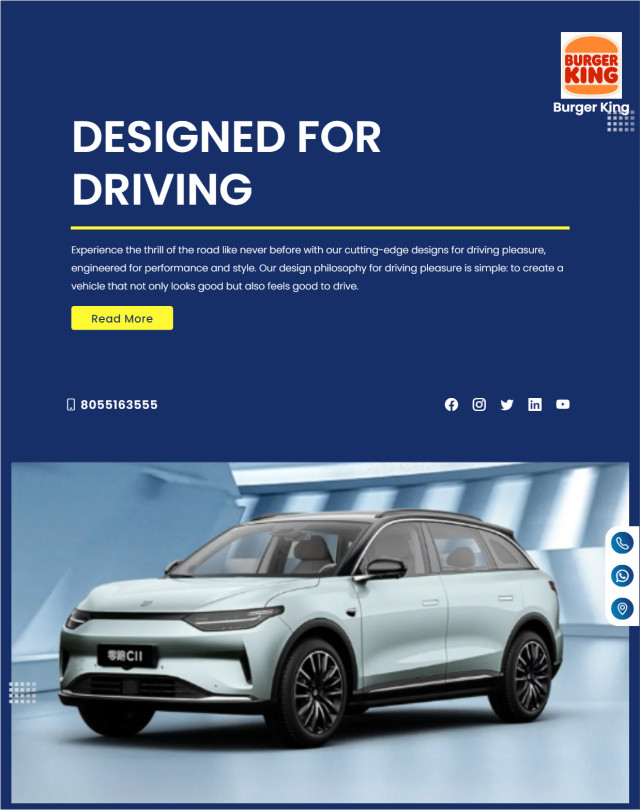 BURGER
KING
Burger King
DESIGNED FOR
DRIVING
Experience the thrill of the road like never before with our cutting-edge designs for driving pleasure,
engineered for performance and style. Our design philosophy for driving pleasure is simple: to create a
vehicle that not only looks good but also feels good to drive.
Read More
8055163555
零跑C11